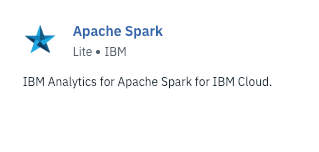 Apache Spark
Lite • IBM
IBM Analytics for Apache Spark for IBM Cloud.